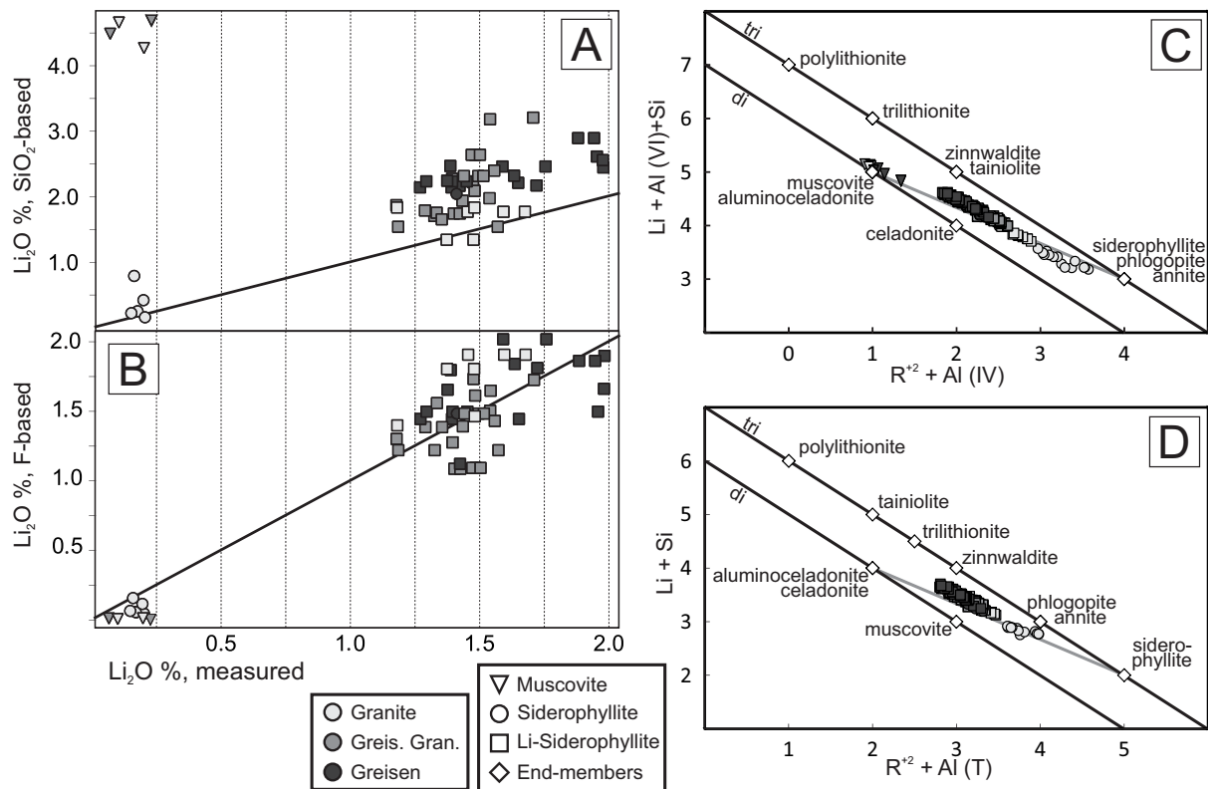 A
4.0
3.0
2.0
1.0
Li₂O %, SiO₂-based
B
2.0
1.5
1.0
0.5
Li₂O %, F-based
0.5
1.0
1.5
2.0
Li₂O %, measured
Granite
Greis. Gran.
Greisen
Muscovite
Siderophyllite
Li-Siderophyllite
End-members
C
tri
di
polylithionite
trilithionite
zinnwaldite
tainiolite
muscovite
aluminoceladonite
celadonite
siderophyllite
phlogopite
annite
7
6
5
4
3
Li + Al (VI)+Si
0
1
2
3
4
R⁺² + Al (IV)
D
tri
di
polylithionite
tainiolite
trilithionite
zinnwaldite
aluminoceladonite
celadonite
muscovite
phlogopite
annite
sidero-
phyllite
6
5
4
3
2
Li + Si
1
2
3
4
5
R⁺² + Al (T)